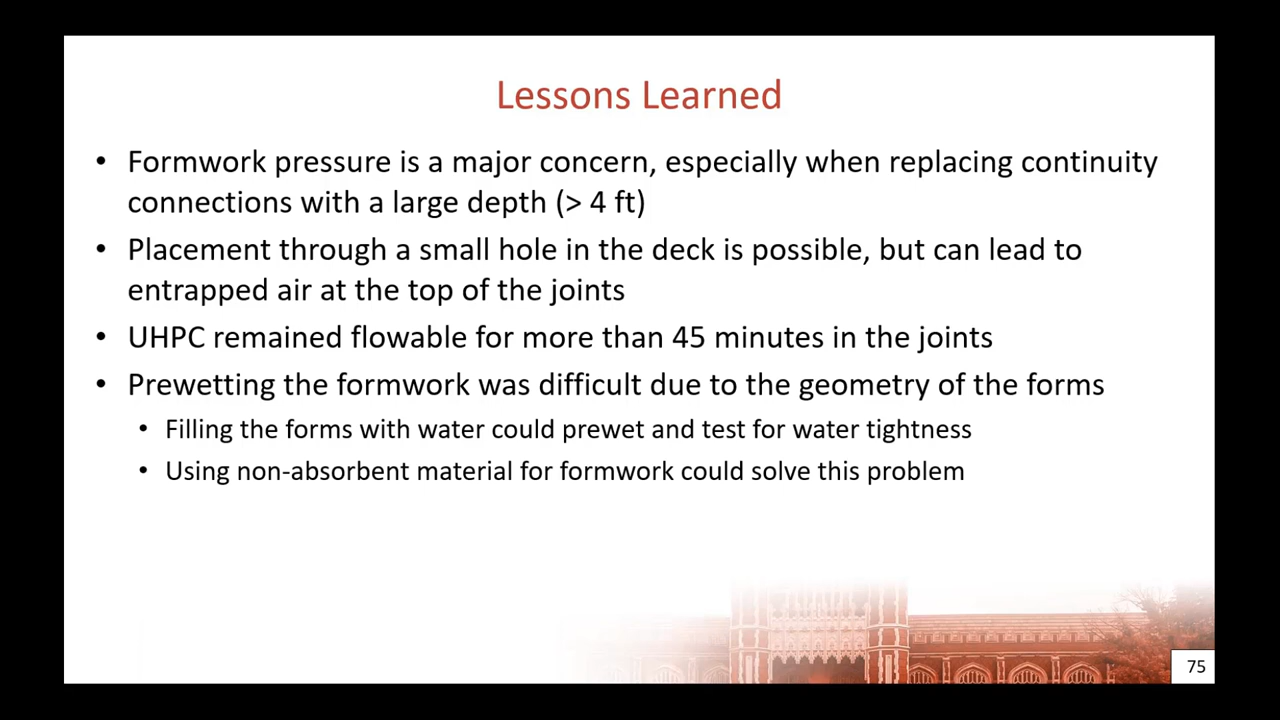 Lessons Learned
• Formwork pressure is a major concern, especially when replacing continuity
connections with a large depth (> 4 ft)
• Placement through a small hole in the deck is possible, but can lead to
entrapped air at the top of the joints
• UHPC remained flowable for more than 45 minutes in the joints
• Prewetting the formwork was difficult due to the geometry of the forms
• Filling the forms with water could prewet and test for water tightness
• Using non-absorbent material for formwork could solve this problem
75